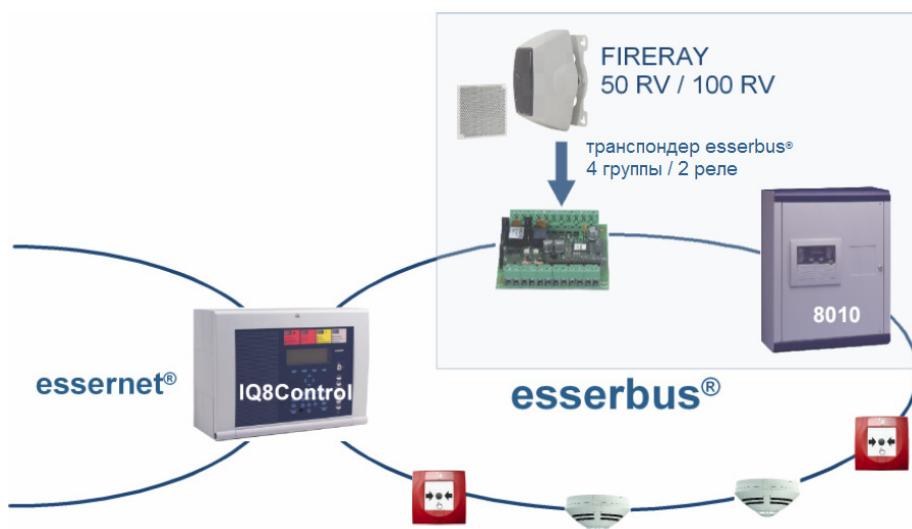 FIRERAY
50 RV / 100 RV
транспондер esserbus®
4 группы / 2 реле
8010
essernet®
IQ8Control
esserbus®